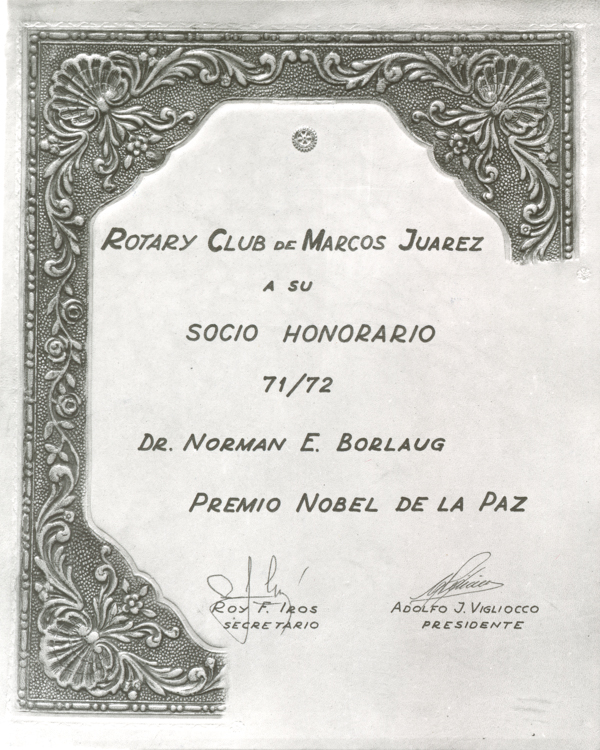 ROTARY CLUB DE MARCOS JUAREZ
A SU
SOCIO HONORARIO
71/72
DR. NORMAN E. BORLAUG
PREMIO NOBEL DE LA PAZ
ROY F. IROS
SECRETARIO
ADOLFO J. VIGLIOCCO
PRESIDENTE